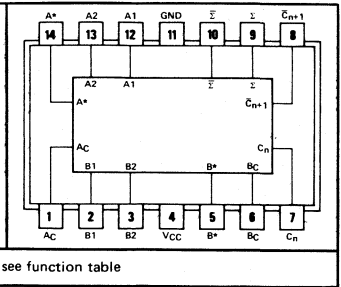 A* A2 A1 GND Σ̅ Σ C̅n+1
14 13 12 11 10 9 8
A2 A1 Σ̅ Σ
A* C̅n+1
AC Cn
B1 B2 B* BC
1 2 3 4 5 6 7
AC B1 B2 VCC B* BC Cn
see function table